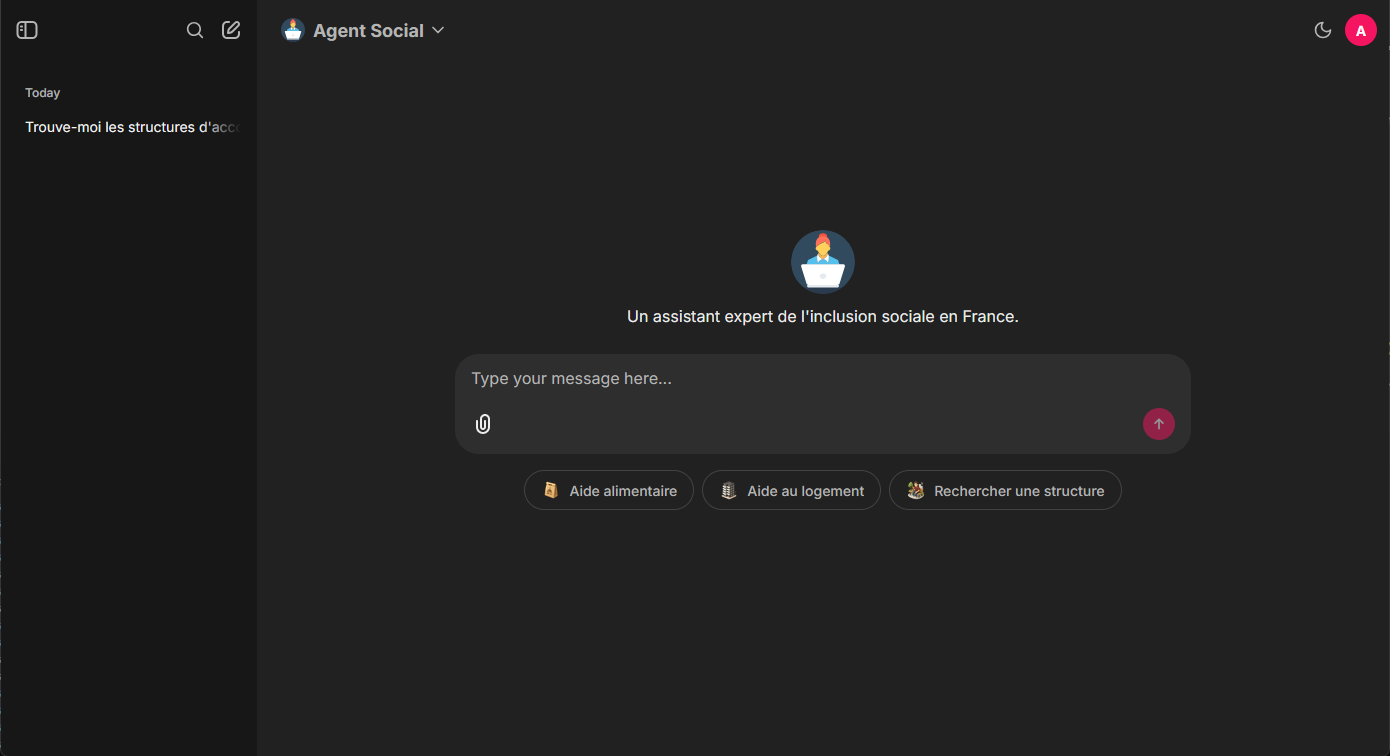 Agent Social
A
Today
Trouve-moi les structures d'acc
Un assistant expert de l'inclusion sociale en France.
Type your message here...
Aide alimentaire
Aide au logement
Rechercher une structure